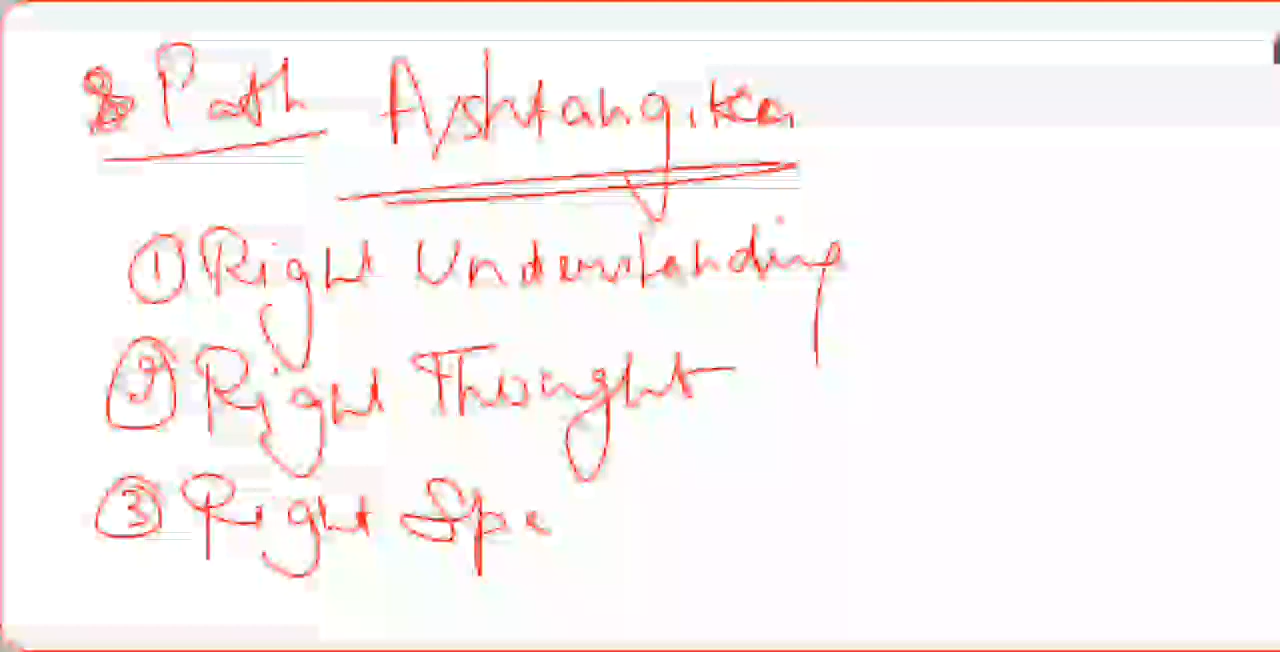 8 Path Ashtangika
① Right Understanding
② Right Thought
③ Right Spe